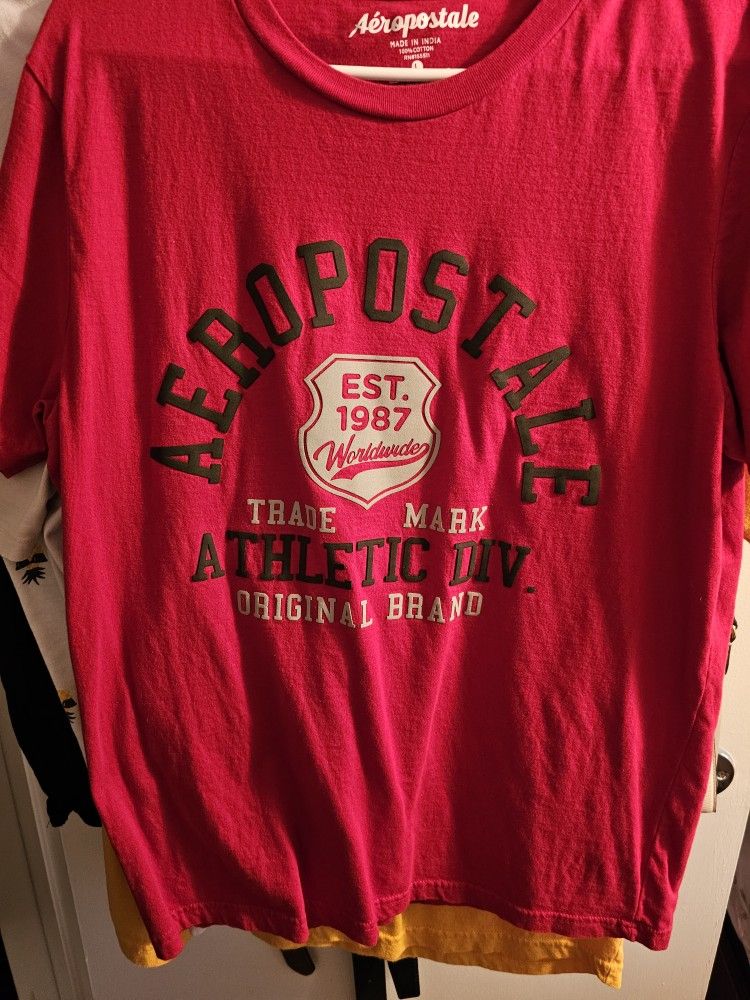 Aéropostale
MADE IN INDIA
100% COTTON
L
AEROPOSTALE
EST.
1987
Worldwide
TRADE MARK
ATHLETIC DIV.
ORIGINAL BRAND